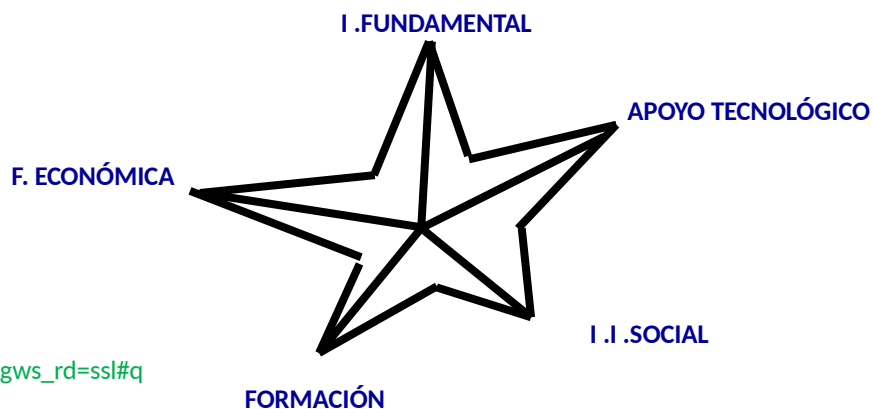 I .FUNDAMENTAL
APOYO TECNOLÓGICO
F. ECONÓMICA
I .I .SOCIAL
gws_rd=ssl#q
FORMACIÓN